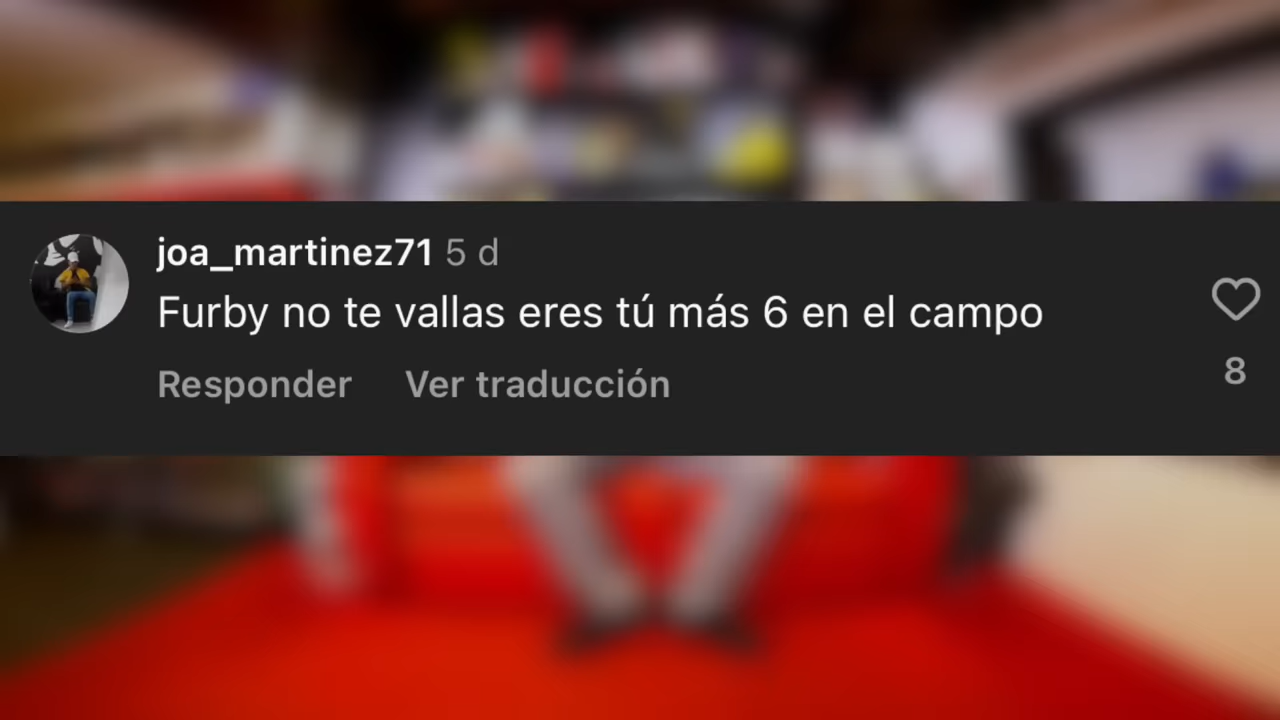 joa_martinez71 5 d
Furby no te vallas eres tú más 6 en el campo
8
Responder Ver traducción